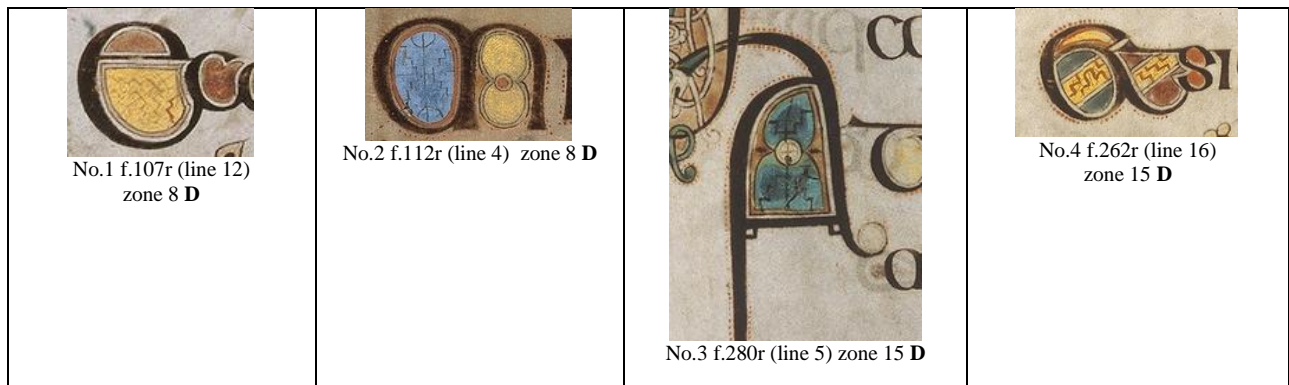 No.1 f.107r (line 12)
zone 8 D
No.2 f.112r (line 4) zone 8 D
No.3 f.280r (line 5) zone 15 D
No.4 f.262r (line 16)
zone 15 D